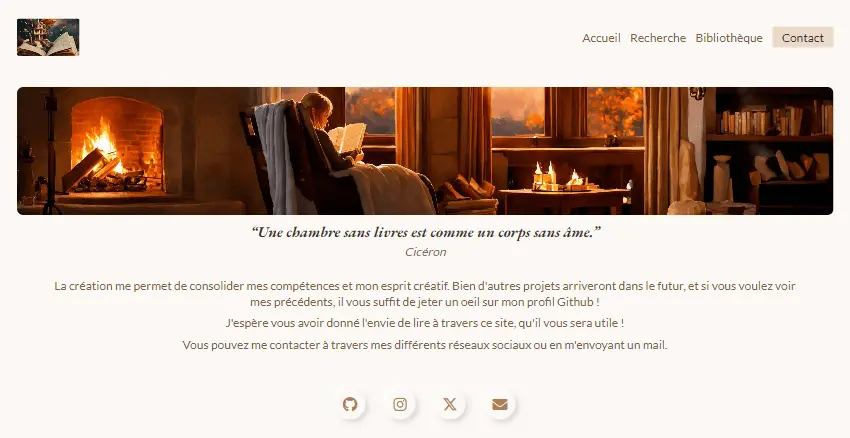 Accueil Recherche Bibliothèque Contact
“Une chambre sans livres est comme un corps sans âme.”
Cicéron
La création me permet de consolider mes compétences et mon esprit créatif. Bien d'autres projets arriveront dans le futur, et si vous voulez voir
mes précédents, il vous suffit de jeter un oeil sur mon profil Github !
J'espère vous avoir donné l'envie de lire à travers ce site, qu'il vous sera utile !
Vous pouvez me contacter à travers mes différents réseaux sociaux ou en m'envoyant un mail.